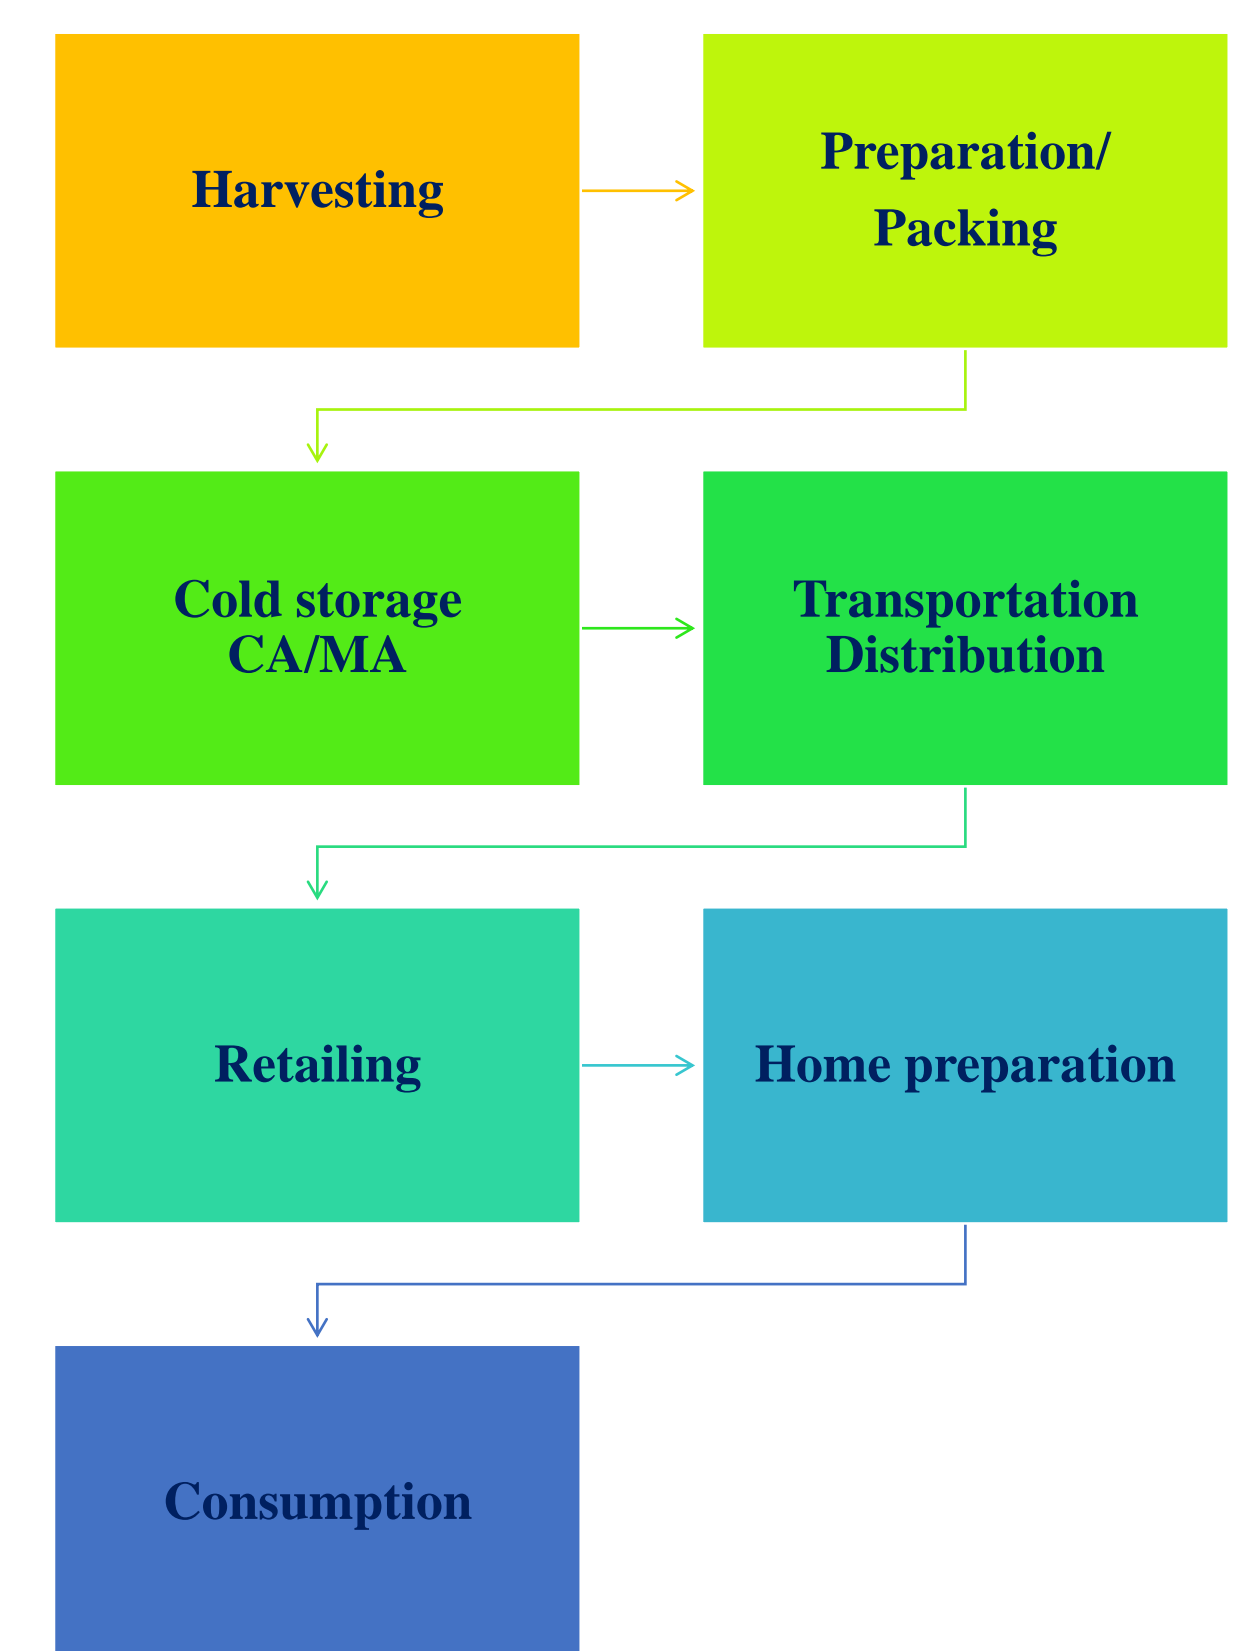 Harvesting
Preparation/
Packing
Cold storage
CA/MA
Transportation
Distribution
Retailing
Home preparation
Consumption